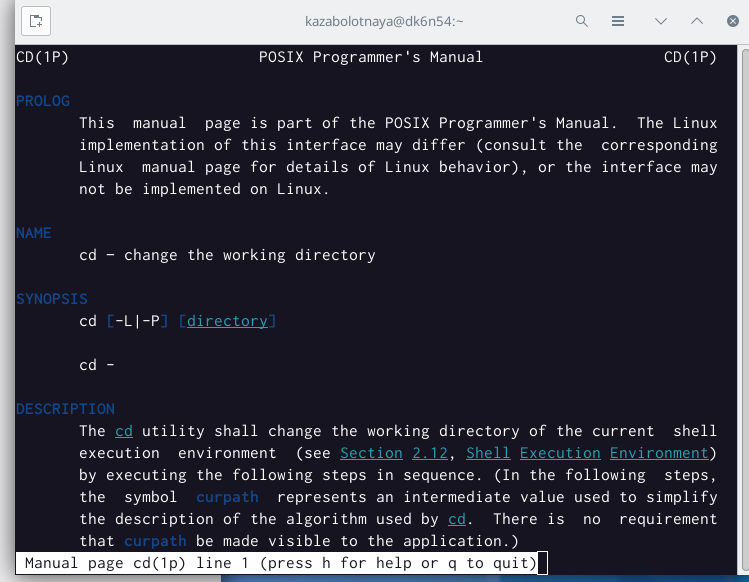 kazabolotnaya@dk6n54:~
CD(1P) POSIX Programmer's Manual CD(1P)
PROLOG
This manual page is part of the POSIX Programmer's Manual. The Linux
implementation of this interface may differ (consult the corresponding
Linux manual page for details of Linux behavior), or the interface may
not be implemented on Linux.
NAME
cd – change the working directory
SYNOPSIS
cd [-L|-P] [directory]
cd -
DESCRIPTION
The cd utility shall change the working directory of the current shell
execution environment (see Section 2.12, Shell Execution Environment)
by executing the following steps in sequence. (In the following steps,
the symbol curpath represents an intermediate value used to simplify
the description of the algorithm used by cd. There is no requirement
that curpath be made visible to the application.)
Manual page cd(1p) line 1 (press h for help or q to quit)